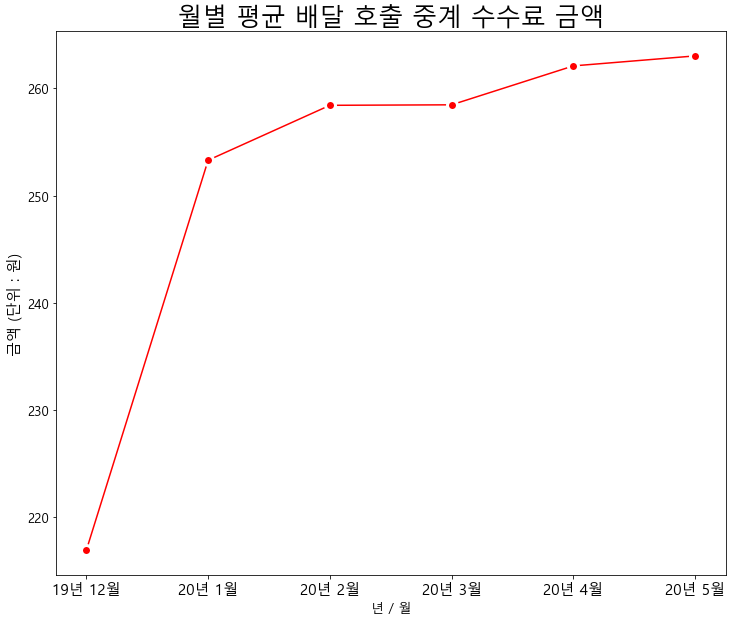 월별 평균 배달 호출 중계 수수료 금액
금액 (단위 : 원)
260
250
240
230
220
19년 12월
20년 1월
20년 2월
20년 3월
20년 4월
20년 5월
년 / 월